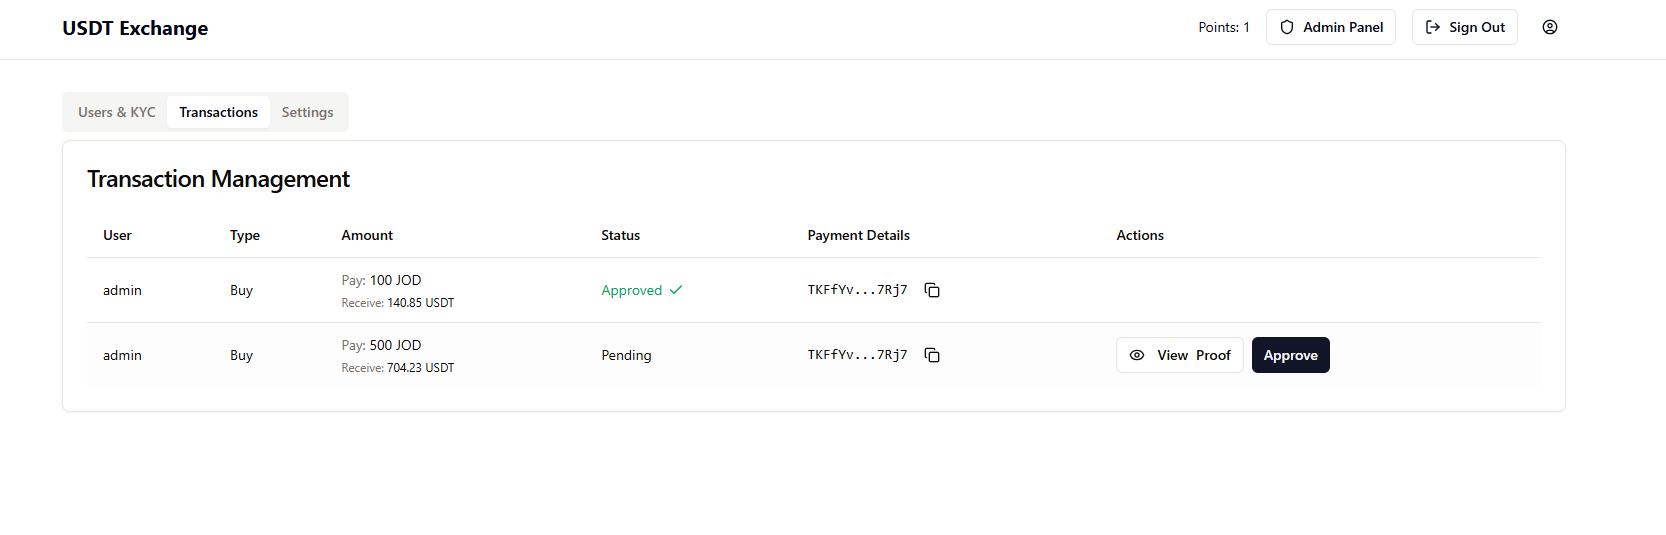 USDT Exchange
Points: 1
Admin Panel
Sign Out
Users & KYC
Transactions
Settings
Transaction Management
User Type Amount Status Payment Details Actions
admin Buy Pay: 100 JOD Approved TKFfYv...7Rj7
Receive: 140.85 USDT
admin Buy Pay: 500 JOD Pending TKFfYv...7Rj7 View Proof Approve
Receive: 704.23 USDT